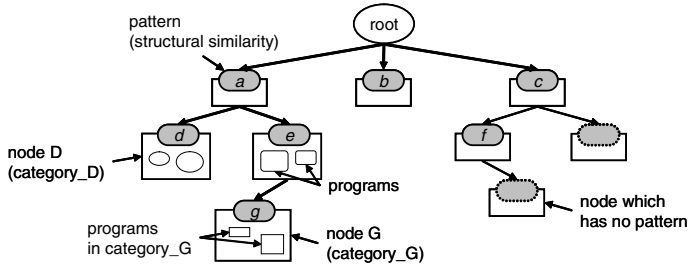 pattern
(structural similarity)
root
a
b
c
d
e
f
node D
(category_D)
programs
g
node which
has no pattern
programs
in category_G
node G
(category_G)